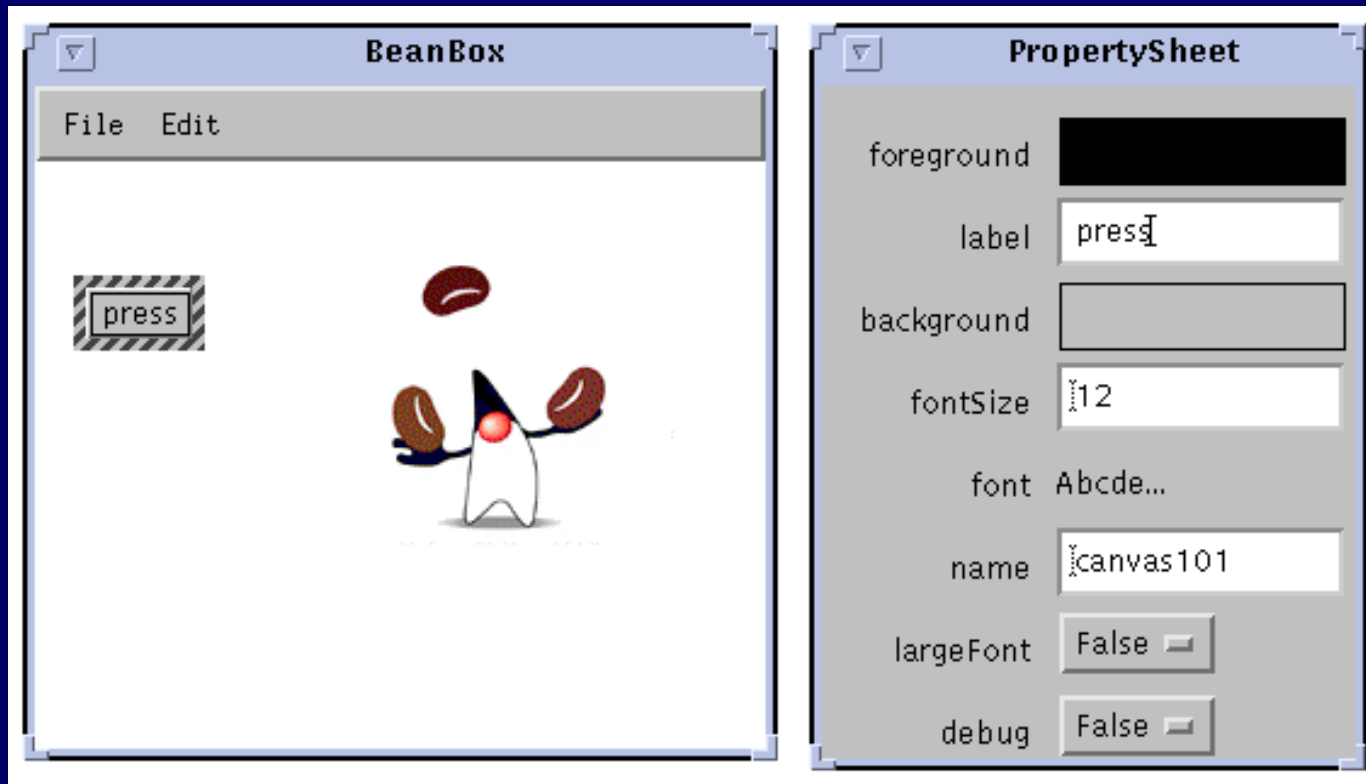 BeanBox
File Edit
press
PropertySheet
foreground
label press
background
fontSize 12
font Abcde...
name canvas101
largeFont False
debug False